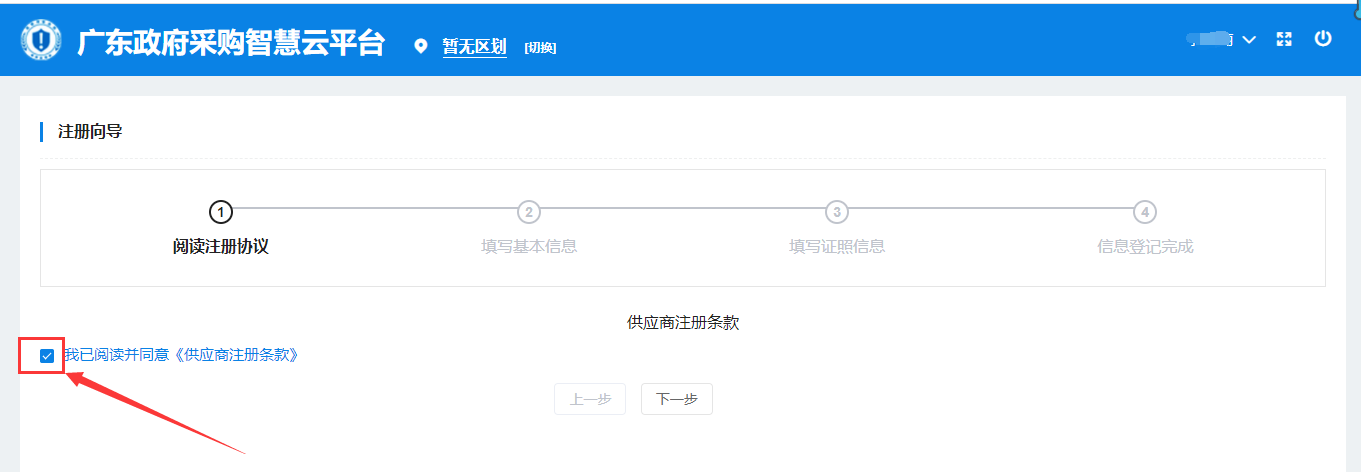 广东政府采购智慧云平台 暂无区划 [切换]
注册向导
1 2 3 4
阅读注册协议 填写基本信息 填写证照信息 信息登记完成
供应商注册条款
我已阅读并同意《供应商注册条款》
上一步 下一步